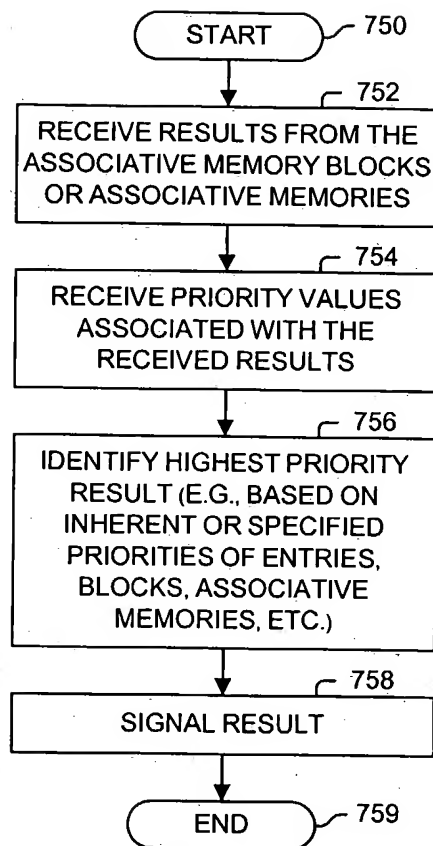 START
750
752
RECEIVE RESULTS FROM THE
ASSOCIATIVE MEMORY BLOCKS
OR ASSOCIATIVE MEMORIES
754
RECEIVE PRIORITY VALUES
ASSOCIATED WITH THE
RECEIVED RESULTS
756
IDENTIFY HIGHEST PRIORITY
RESULT (E.G., BASED ON
INHERENT OR SPECIFIED
PRIORITIES OF ENTRIES,
BLOCKS, ASSOCIATIVE
MEMORIES, ETC.)
758
SIGNAL RESULT
END
759